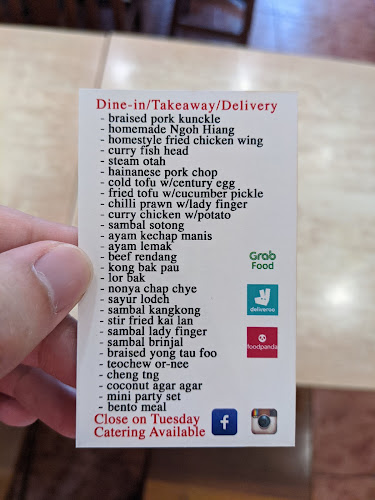 Dine-in/Takeaway/Delivery
- braised pork kunckle
- homemade Ngoh Hiang
- homestyle fried chicken wing
- curry fish head
- steam otah
- hainanese pork chop
- cold tofu w/century egg
- fried tofu w/cucumber pickle
- chilli prawn w/lady finger
- curry chicken w/potato
- sambal sotong
- ayam kechap manis
- ayam lemak
- beef rendang
- kong bak pau
- lor bak
- nonya chap chye
- sayur lodeh
- sambal kangkong
- stir fried kai lan
- sambal lady finger
- sambal brinjal
- braised yong tau foo
- teochew or-nee
- cheng tng
- coconut agar agar
- mini party set
- bento meal
Close on Tuesday
Catering Available
Grab
Food
deliveroo
foodpanda